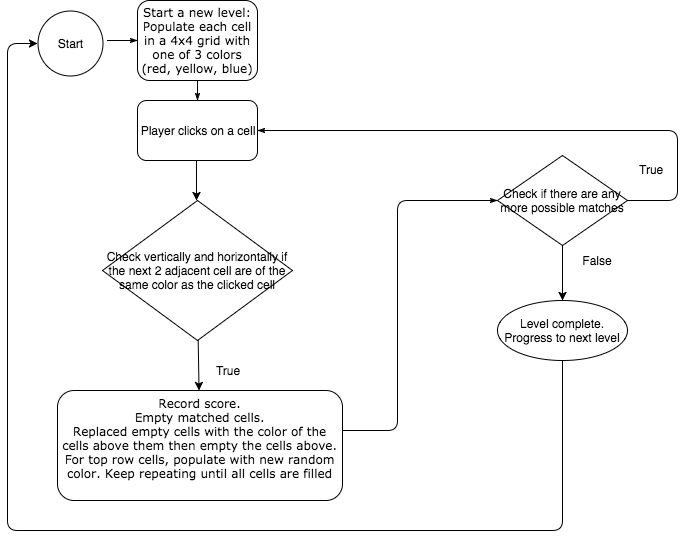 Start
Start a new level:
Populate each cell
in a 4x4 grid with
one of 3 colors
(red, yellow, blue)
Player clicks on a cell
Check vertically and horizontally if
the next 2 adjacent cell are of the
same color as the clicked cell
True
Record score.
Empty matched cells.
Replaced empty cells with the color of the
cells above them then empty the cells above.
For top row cells, populate with new random
color. Keep repeating until all cells are filled
Check if there are any
more possible matches
True
False
Level complete.
Progress to next level